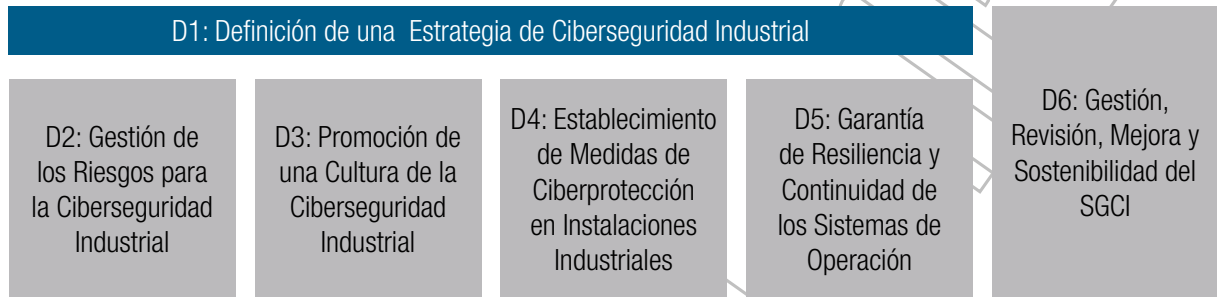 D1: Definición de una Estrategia de Ciberseguridad Industrial
D2: Gestión de
los Riesgos para
la Ciberseguridad
Industrial
D3: Promoción de
una Cultura de la
Ciberseguridad
Industrial
D4: Establecimiento
de Medidas de
Ciberprotección
en Instalaciones
Industriales
D5: Garantía
de Resiliencia y
Continuidad de
los Sistemas de
Operación
D6: Gestión,
Revisión, Mejora y
Sostenibilidad del
SGCI